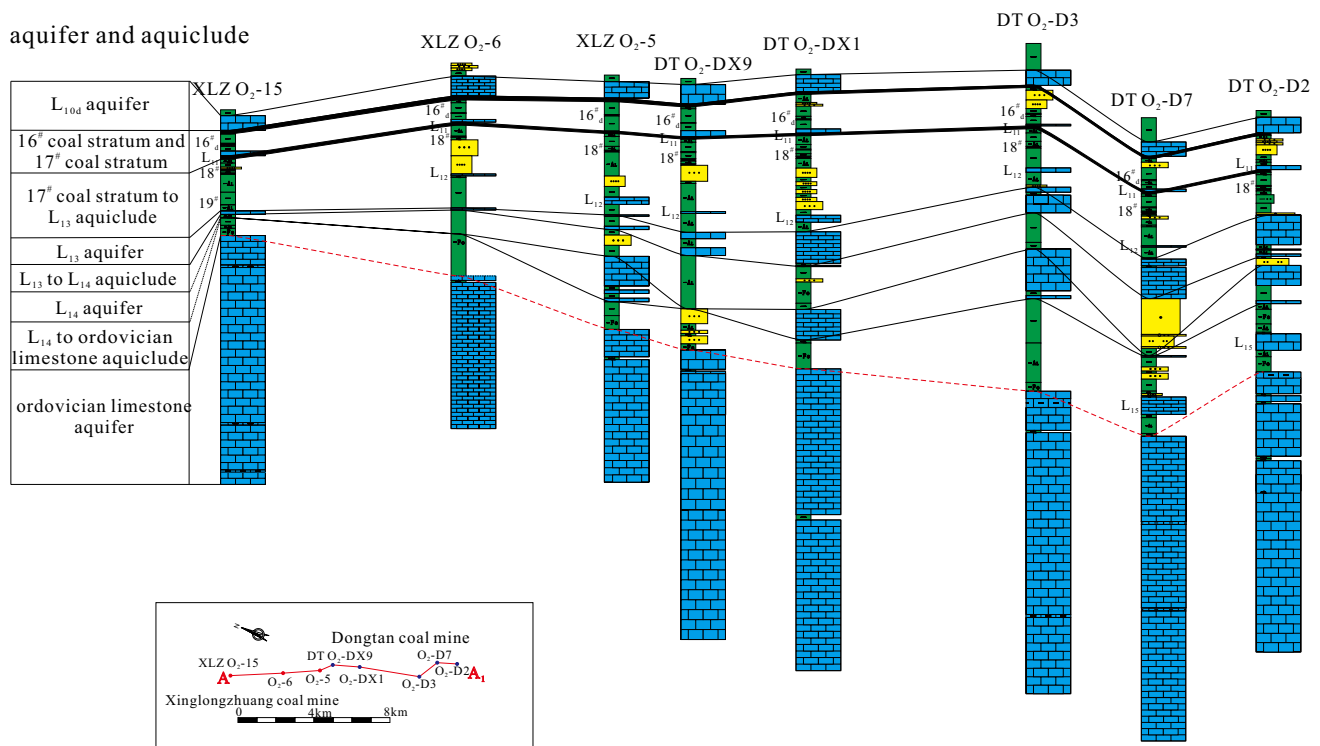 aquifer and aquiclude
L₁₀d aquifer
16# coal stratum and
17# coal stratum
17# coal stratum to
L₁₃ aquiclude
L₁₃ aquifer
L₁₃ to L₁₄ aquiclude
L₁₄ aquifer
L₁₄ to ordovician
limestone aquiclude
ordovician limestone
aquifer
XLZ O₂-15
16#d
L₁₁
18#
19#
XLZ O₂-6
16#d
L₁₁
18#
L₁₂
XLZ O₂-5
16#d
18#
L₁₂
DT O₂-DX9
16#d
L₁₁
18#
L₁₂
DT O₂-DX1
16#d
L₁₁
18#
L₁₂
DT O₂-D3
16#d
L₁₁
18#
L₁₂
DT O₂-D7
16#d
L₁₁
18#
L₁₂
L₁₅
DT O₂-D2
L₁₁
18#
L₁₅
N
Dongtan coal mine
XLZ O₂-15
DT O₂-DX9
O₂-D7
A
O₂-6
O₂-5
O₂-DX1
O₂-D3
O₂-D2
A₁
Xinglongzhuang coal mine
0 4km 8km